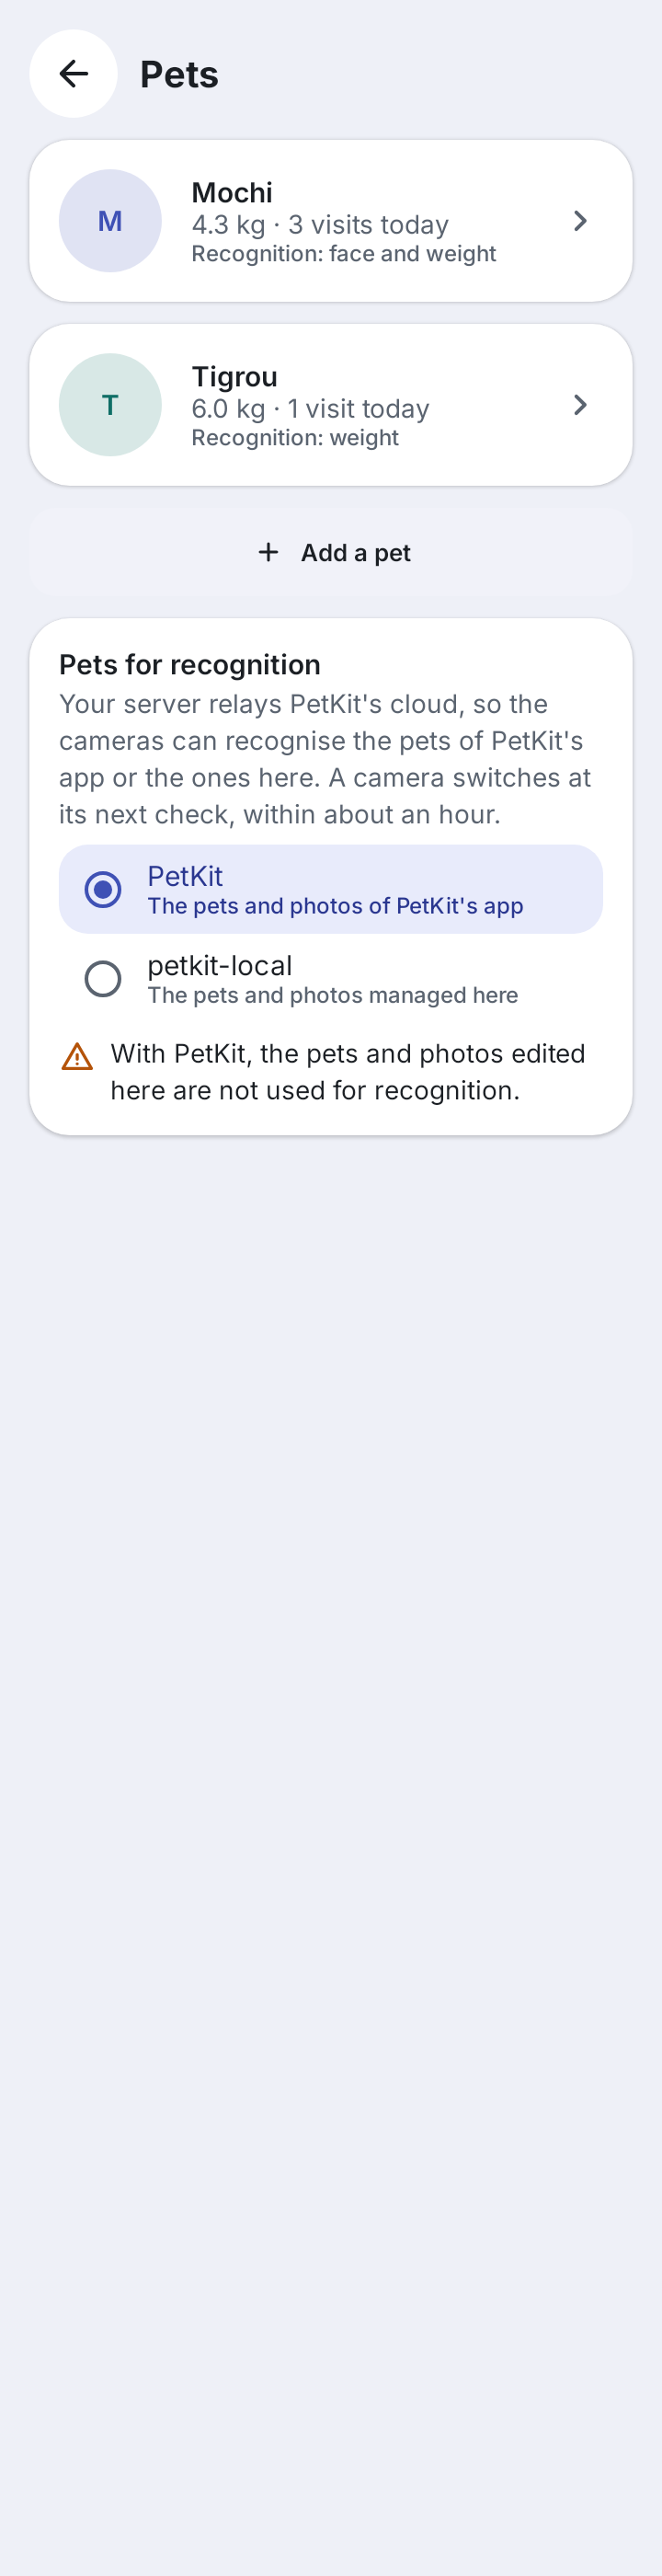 Pets
M
Mochi
4.3 kg · 3 visits today
Recognition: face and weight
T
Tigrou
6.0 kg · 1 visit today
Recognition: weight
Add a pet
Pets for recognition
Your server relays PetKit's cloud, so the
cameras can recognise the pets of PetKit's
app or the ones here. A camera switches at
its next check, within about an hour.
PetKit
The pets and photos of PetKit's app
petkit-local
The pets and photos managed here
With PetKit, the pets and photos edited
here are not used for recognition.